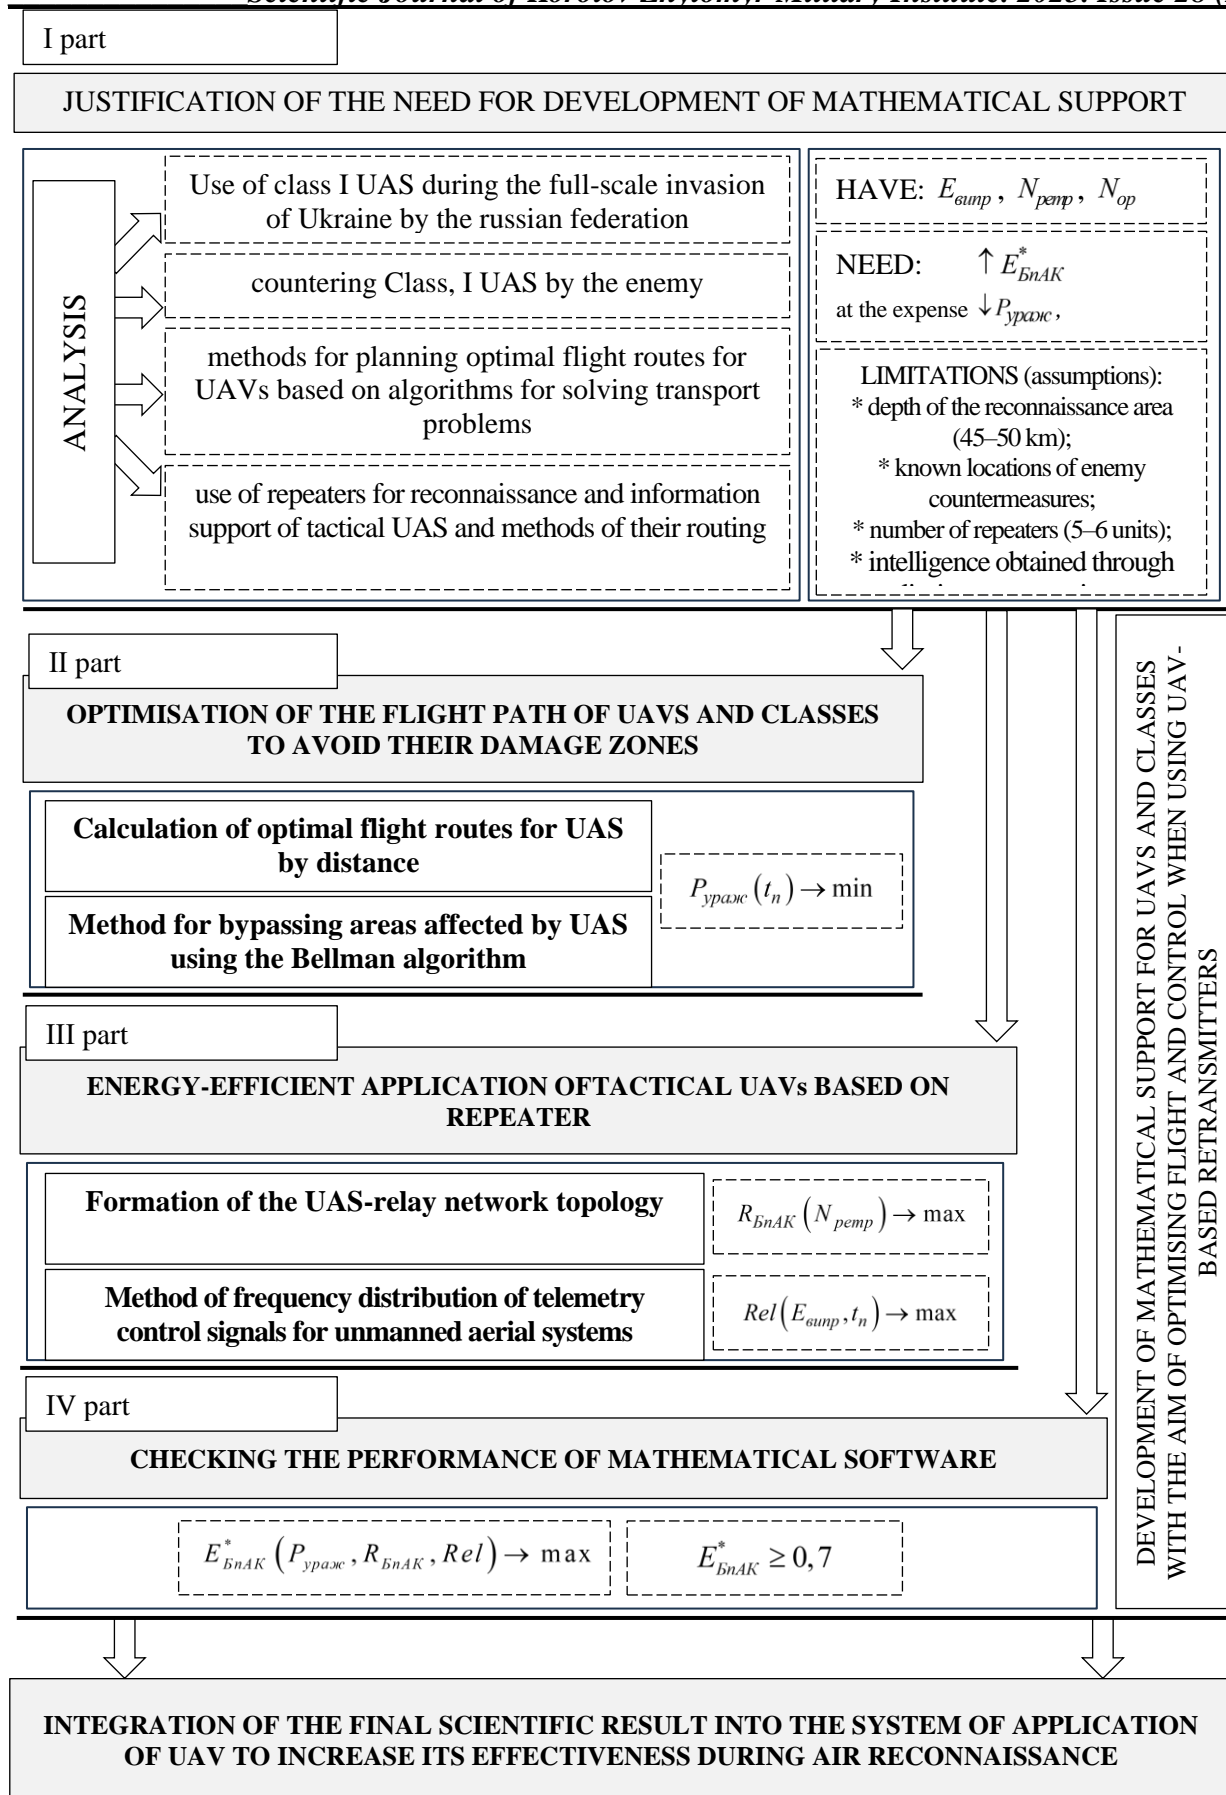 I part
JUSTIFICATION OF THE NEED FOR DEVELOPMENT OF MATHEMATICAL SUPPORT
ANALYSIS
Use of class I UAS during the full-scale invasion
of Ukraine by the russian federation
countering Class, I UAS by the enemy
methods for planning optimal flight routes for
UAVs based on algorithms for solving transport
problems
use of repeaters for reconnaissance and information
support of tactical UAS and methods of their routing
HAVE: E_випр, N_ретр, N_ор
NEED: ↑ E*_БпАК
at the expense ↓ P_ураж,
LIMITATIONS (assumptions):
* depth of the reconnaissance area
(45–50 km);
* known locations of enemy
countermeasures;
* number of repeaters (5–6 units);
* intelligence obtained through
II part
OPTIMISATION OF THE FLIGHT PATH OF UAVS AND CLASSES
TO AVOID THEIR DAMAGE ZONES
Calculation of optimal flight routes for UAS
by distance
Method for bypassing areas affected by UAS
using the Bellman algorithm
P_ураж (t_n) → min
III part
ENERGY-EFFICIENT APPLICATION OFTACTICAL UAVs BASED ON
REPEATER
Formation of the UAS-relay network topology
R_БпАК (N_ретр) → max
Method of frequency distribution of telemetry
control signals for unmanned aerial systems
Rel (E_випр, t_n) → max
IV part
CHECKING THE PERFORMANCE OF MATHEMATICAL SOFTWARE
E*_БпАК (P_ураж, R_БпАК, Rel) → max
E*_БпАК ≥ 0,7
DEVELOPMENT OF MATHEMATICAL SUPPORT FOR UAVS AND CLASSES
WITH THE AIM OF OPTIMISING FLIGHT AND CONTROL WHEN USING UAV-
BASED RETRANSMITTERS
INTEGRATION OF THE FINAL SCIENTIFIC RESULT INTO THE SYSTEM OF APPLICATION
OF UAV TO INCREASE ITS EFFECTIVENESS DURING AIR RECONNAISSANCE